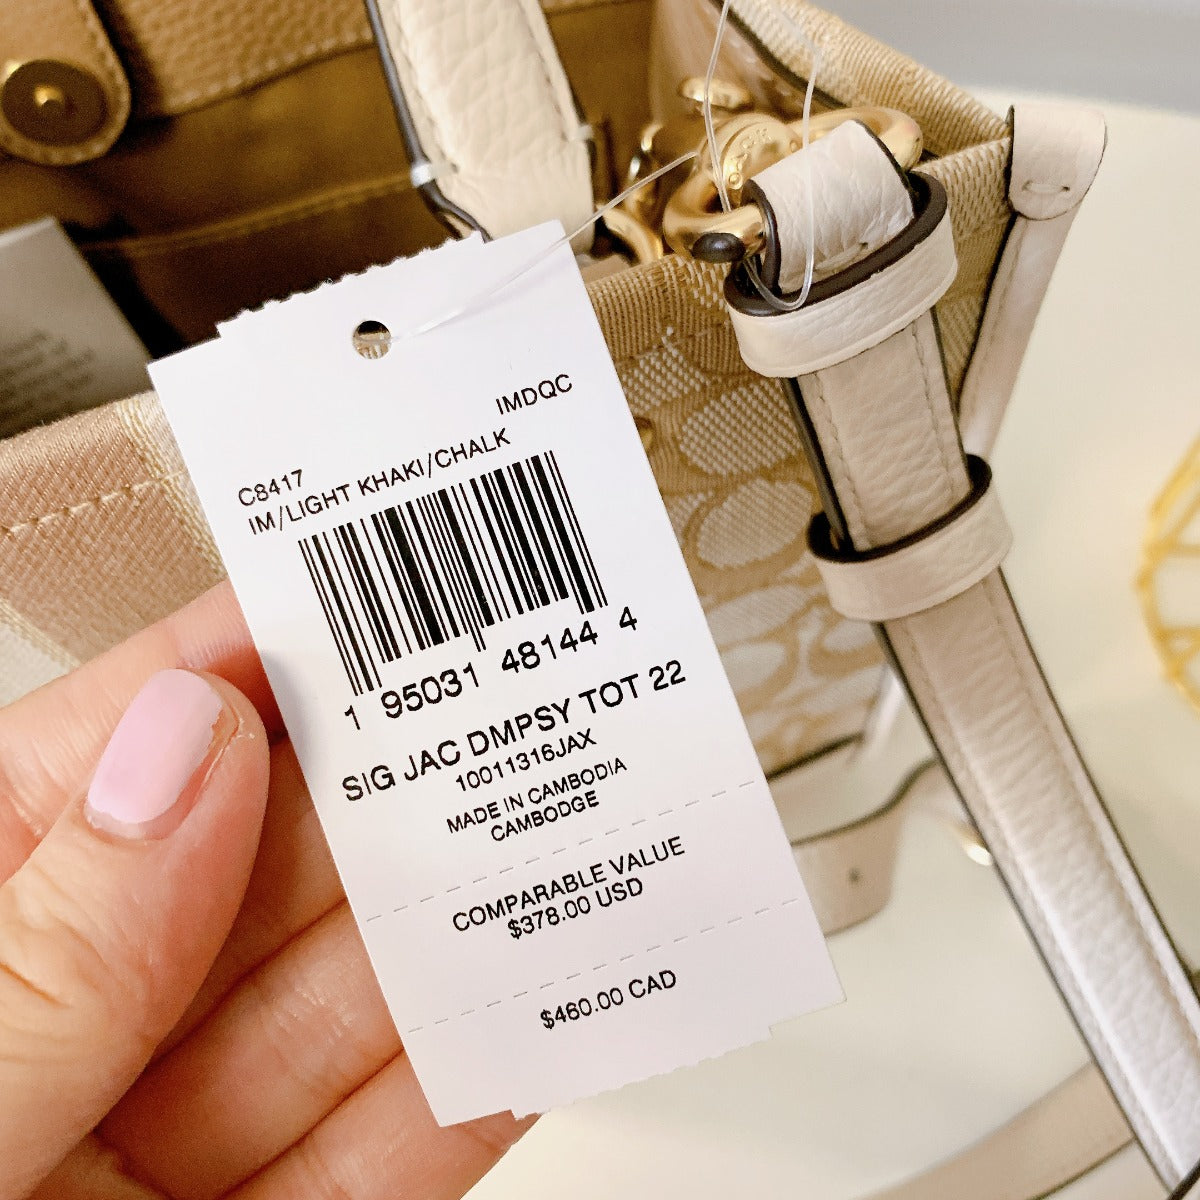 IMDQC
C8417
IM/LIGHT KHAKI/CHALK
1 95031 48144 4
SIG JAC DMPSY TOT 22
10011316JAX
MADE IN CAMBODIA
CAMBODGE
COMPARABLE VALUE
$378.00 USD
$460.00 CAD